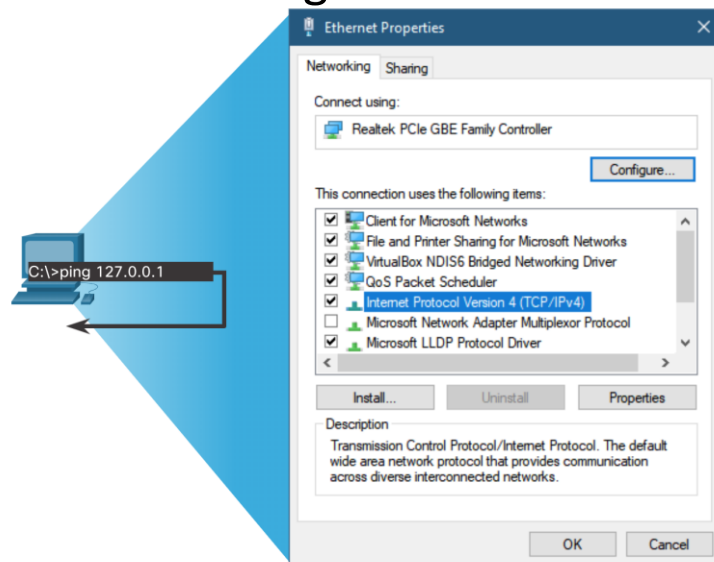 Ethernet Properties
Networking
Sharing
Connect using:
Realtek PCIe GBE Family Controller
Configure...
This connection uses the following items:
Client for Microsoft Networks
File and Printer Sharing for Microsoft Networks
VirtualBox NDIS6 Bridged Networking Driver
QoS Packet Scheduler
Internet Protocol Version 4 (TCP/IPv4)
Microsoft Network Adapter Multiplexor Protocol
Microsoft LLDP Protocol Driver
C:\>ping 127.0.0.1
Install...
Uninstall
Properties
Description
Transmission Control Protocol/Internet Protocol. The default
wide area network protocol that provides communication
across diverse interconnected networks.
OK
Cancel